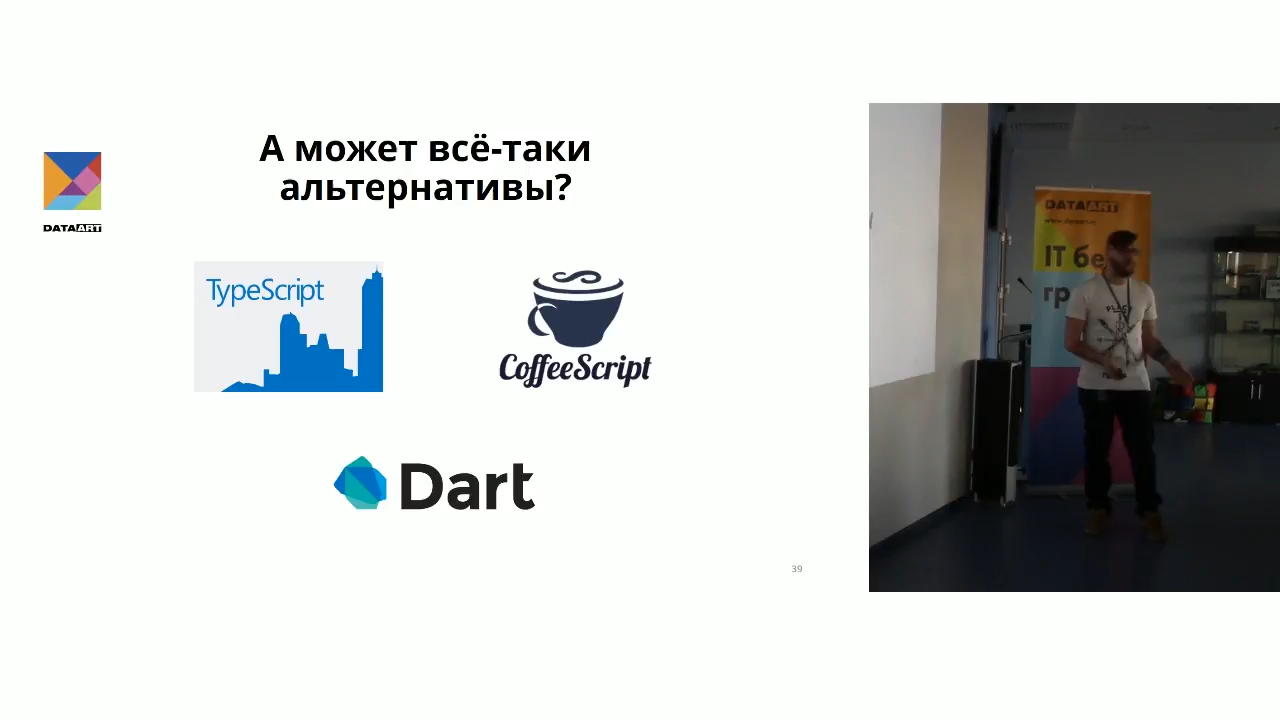 А может всё-таки
альтернативы?
DATAART
TypeScript
CoffeeScript
Dart
39
DATAART
IT бе
гр